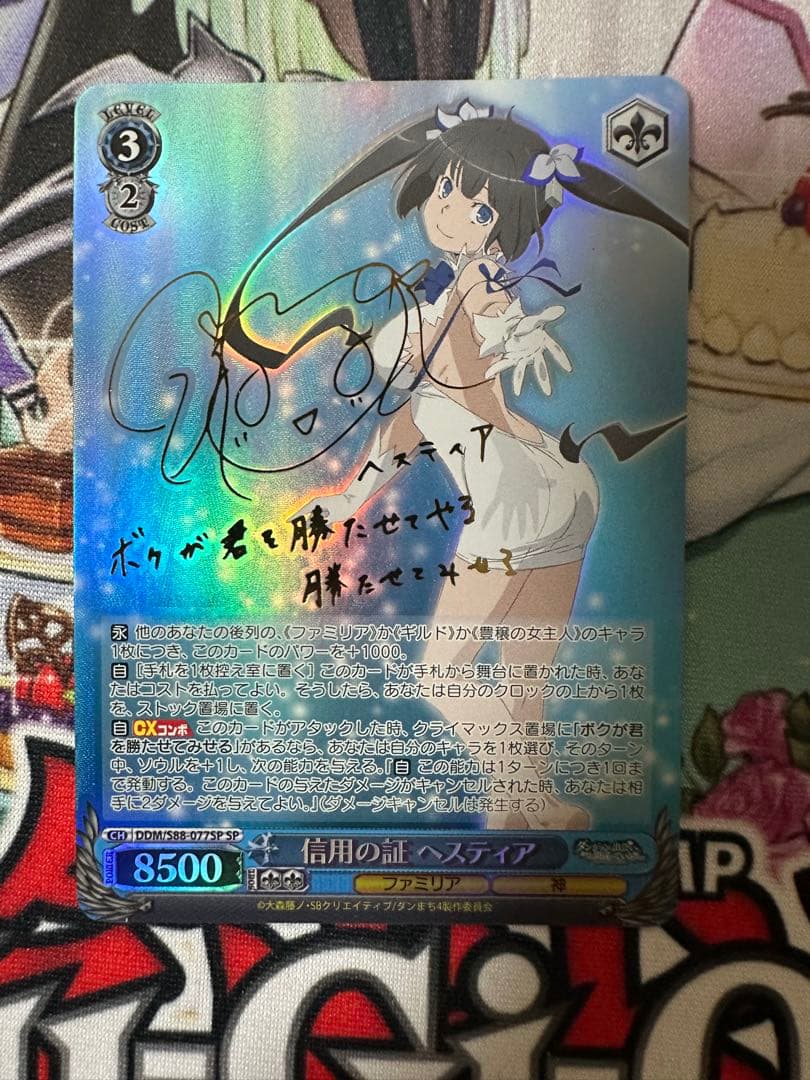 LEVEL
3
2
COST
ヘスティア
ボクが君を勝たせてやる
勝たせてみせる
永 他のあなたの後列の、《ファミリア》か《ギルド》か《豊穣の女主人》のキャラ
1枚につき、このカードのパワーを+1000。
自 [手札を1枚控え室に置く] このカードが手札から舞台に置かれた時、あな
たはコストを払ってよい。そうしたら、あなたは自分のクロックの上から1枚
を、ストック置場に置く。
自 CXコンボ このカードがアタックした時、クライマックス置場に「ボクが君
を勝たせてみせる」があるなら、あなたは自分のキャラを1枚選び、そのターン
中、ソウルを+1し、次の能力を与える。『自 この能力は1ターンにつき1回ま
で発動する。このカードの与えたダメージがキャンセルされた時、あなたは相
手に2ダメージを与えてよい。』(ダメージキャンセルは発生する)
CH DDM/S88-077SP SP
POWER 8500 信用の証 ヘスティア
ファミリア 神
©大森藤ノ・SBクリエイティブ/ダンまち4製作委員会